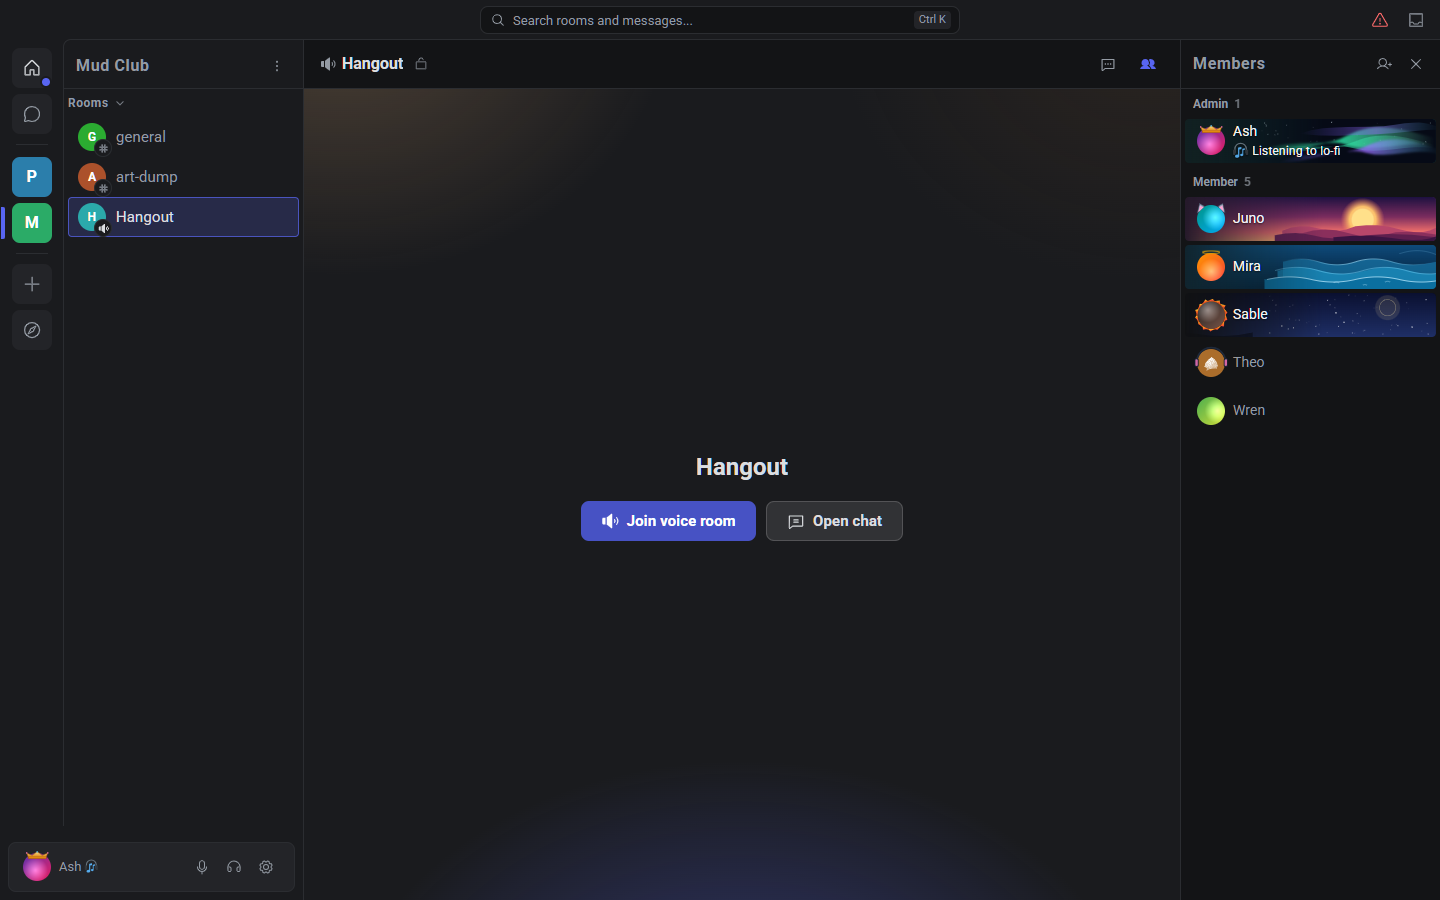 Search rooms and messages...
Ctrl K
Mud Club
Rooms
G
general
A
art-dump
H
Hangout
P
M
Ash
Hangout
Hangout
Join voice room
Open chat
Members
Admin 1
Ash
Listening to lo-fi
Member 5
Juno
Mira
Sable
Theo
Wren